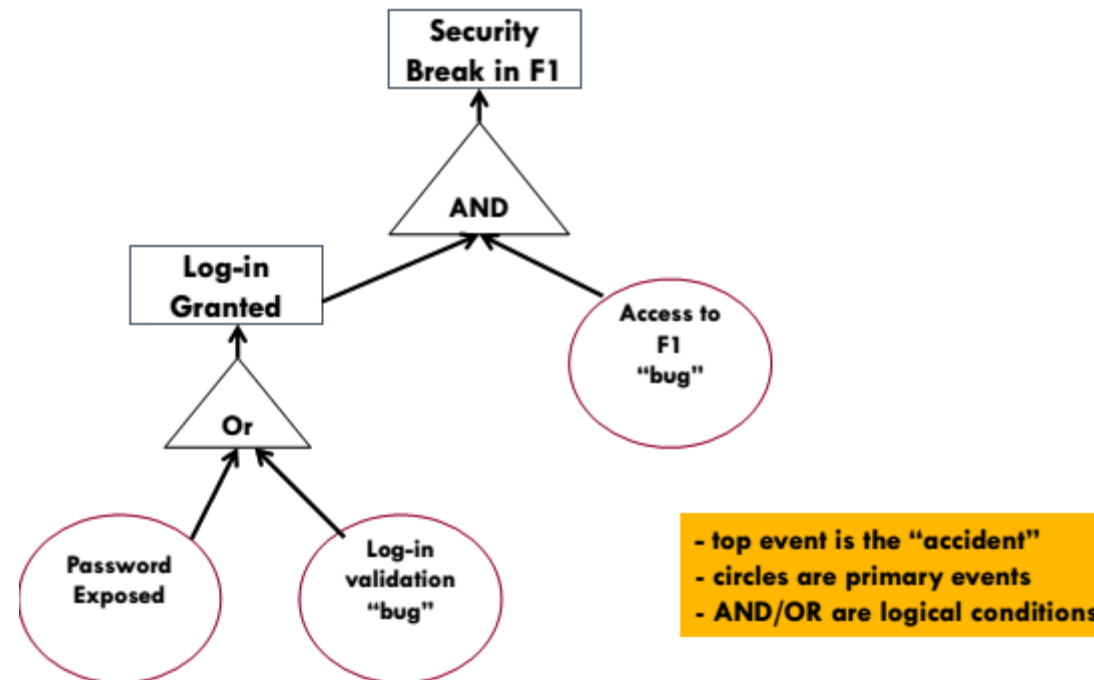 Security
Break in F1
AND
Log-in
Granted
Access to
F1
“bug”
Or
Password
Exposed
Log-in
validation
“bug”
- top event is the “accident”
- circles are primary events
- AND/OR are logical conditions